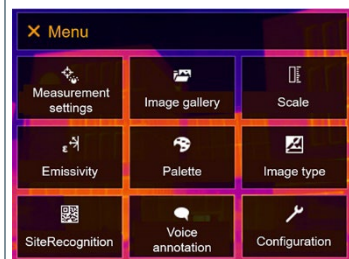 × Menu
Measurement
settings
Image gallery
Scale
ε
Emissivity
Palette
Image type
SiteRecognition
Voice
annotation
Configuration